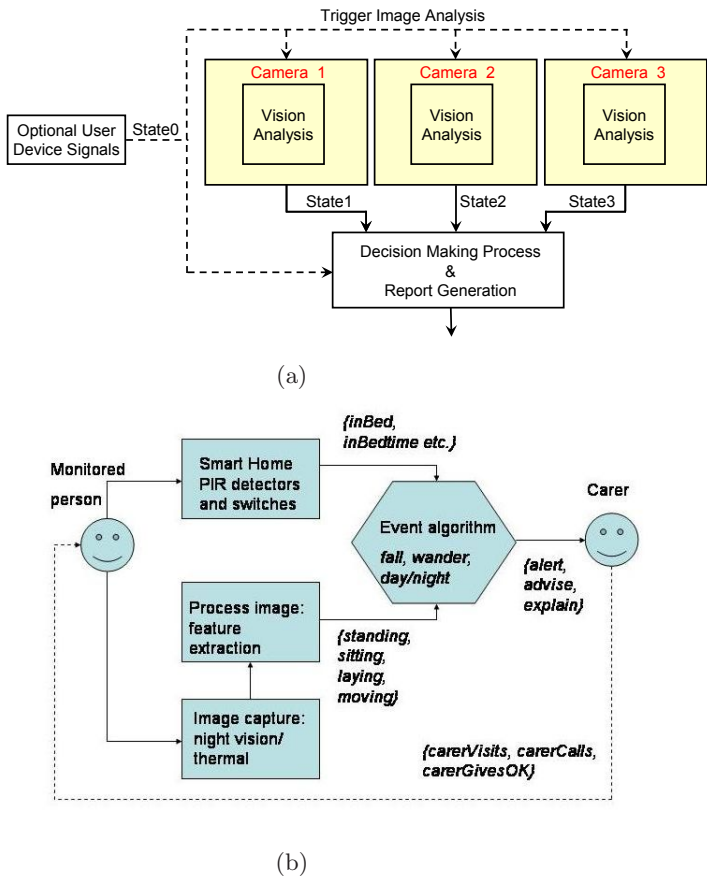 Trigger Image Analysis
Camera 1
Camera 2
Camera 3
Vision
Analysis
Vision
Analysis
Vision
Analysis
Optional User
Device Signals
State0
State1
State2
State3
Decision Making Process
&
Report Generation
(a)
{inBed,
inBedtime etc.}
Monitored
person
Smart Home
PIR detectors
and switches
Carer
Event algorithm
fall, wander,
day/night
{alert,
advise,
explain}
Process image:
feature
extraction
{standing,
sitting,
laying,
moving}
Image capture:
night vision/
thermal
{carerVisits, carerCalls,
carerGivesOK}
(b)